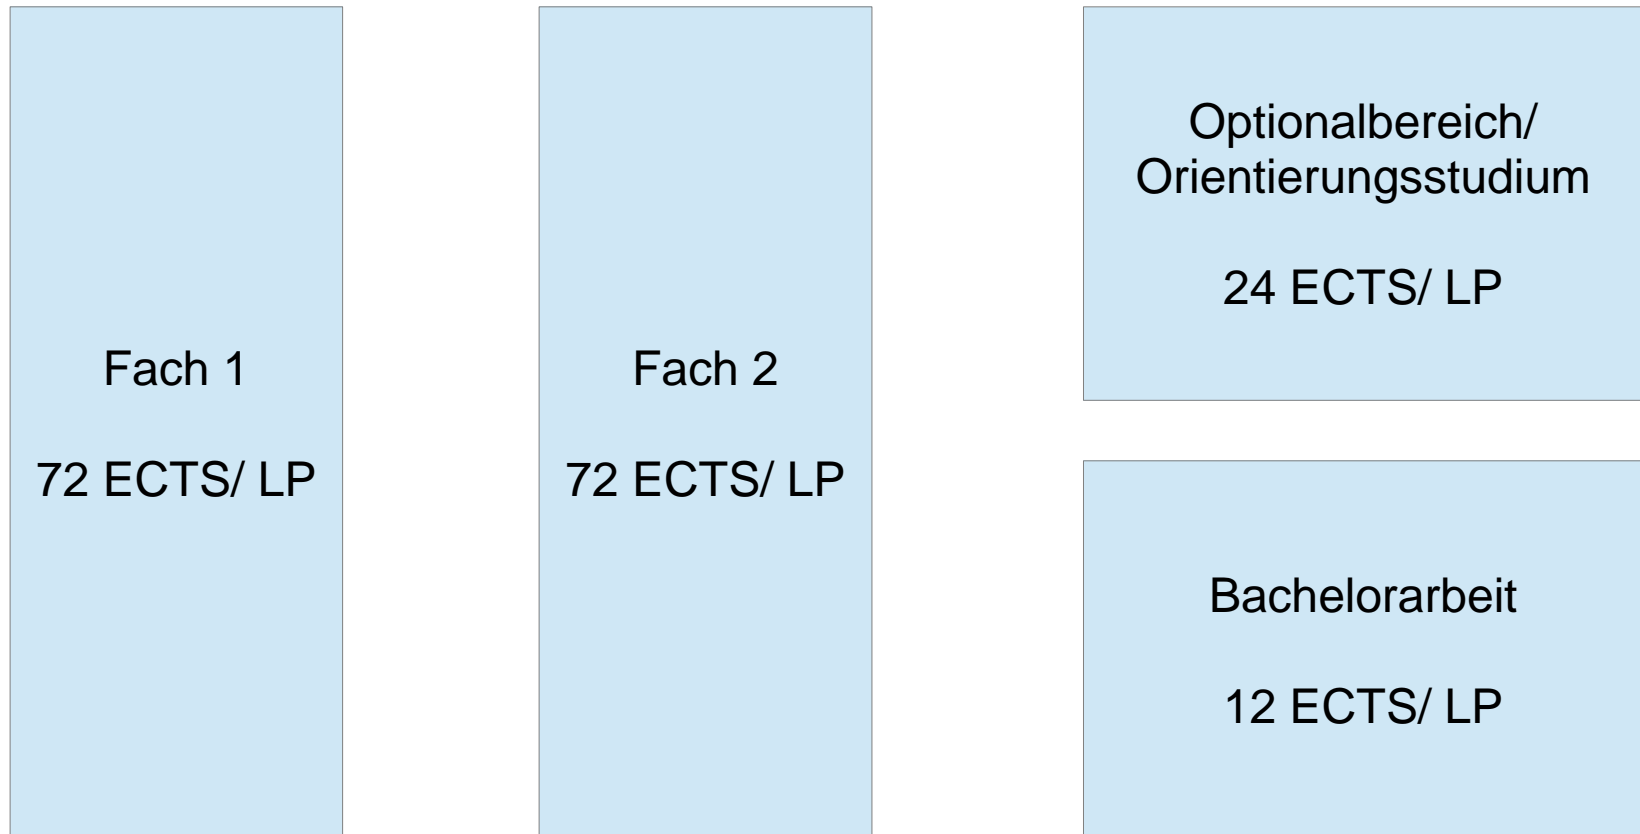 Fach 1
72 ECTS/ LP
Fach 2
72 ECTS/ LP
Optionalbereich/
Orientierungsstudium
24 ECTS/ LP
Bachelorarbeit
12 ECTS/ LP